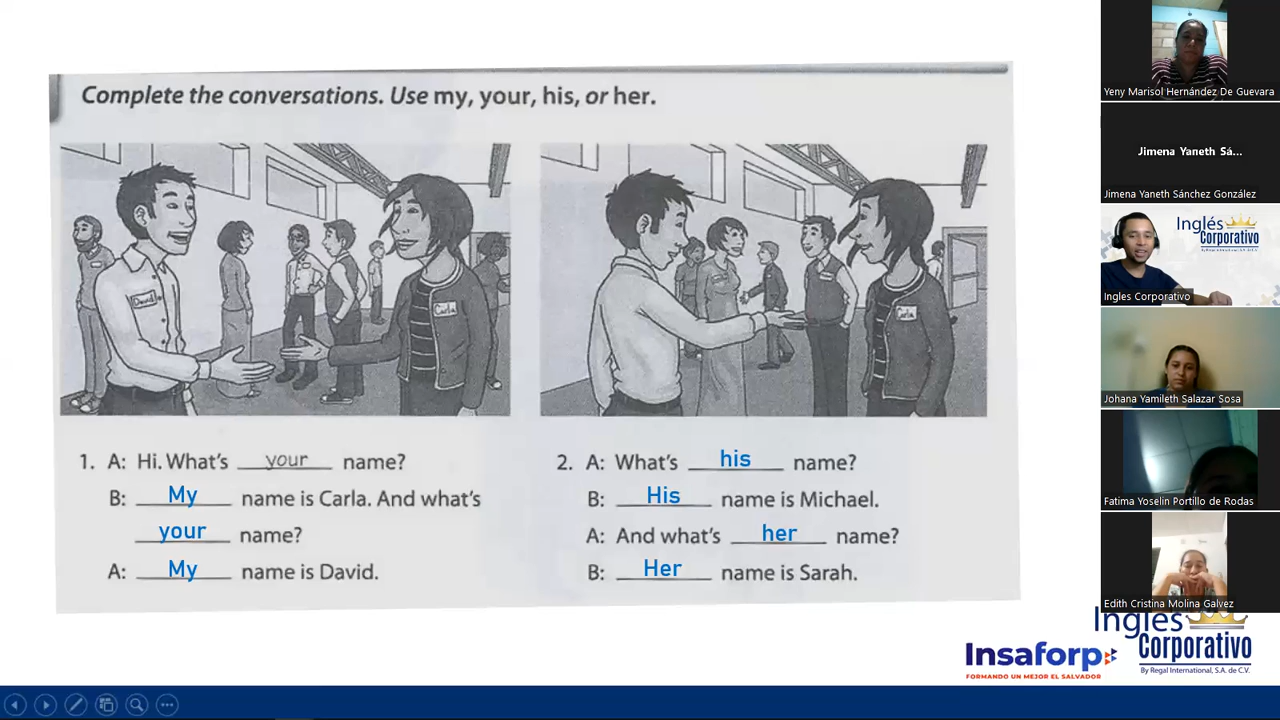 Complete the conversations. Use my, your, his, or her.
David
Carla
Carla
1. A: Hi. What's your name?
B: My name is Carla. And what's
your name?
A: My name is David.
2. A: What's his name?
B: His name is Michael.
A: And what's her name?
B: Her name is Sarah.
Yeny Marisol Hernández De Guevara
Jimena Yaneth Sá...
Jimena Yaneth Sánchez González
Inglés
Corporativo
Ingles Corporativo
Johana Yamileth Salazar Sosa
Fatima Yoselin Portillo de Rodas
Edith Cristina Molina Galvez
Insaforp
FORMANDO UN MEJOR EL SALVADOR
Inglés
Corporativo
By Regal International, S.A. de C.V.